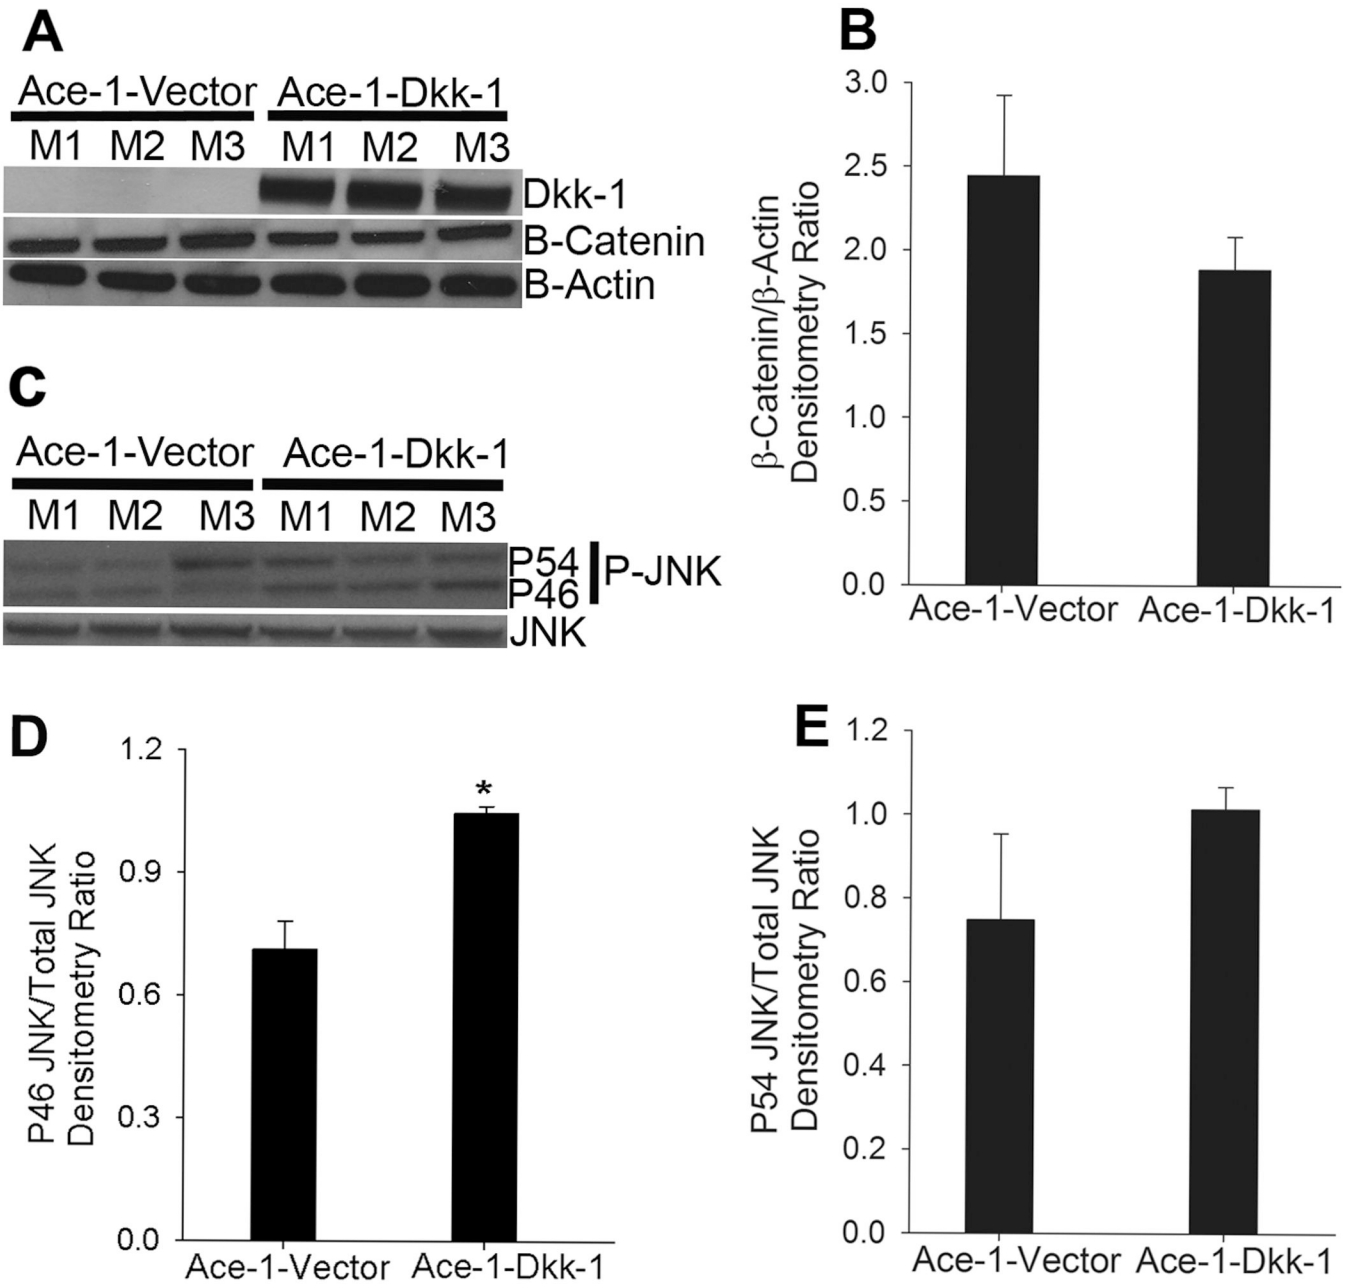 A
Ace-1-Vector Ace-1-Dkk-1
M1 M2 M3 M1 M2 M3
Dkk-1
B-Catenin
B-Actin
B
3.0
2.5
2.0
1.5
1.0
0.5
0.0
β-Catenin/β-Actin
Densitometry Ratio
Ace-1-Vector Ace-1-Dkk-1
C
Ace-1-Vector Ace-1-Dkk-1
M1 M2 M3 M1 M2 M3
P54
P46
P-JNK
JNK
D
1.2
0.9
0.6
0.3
0.0
P46 JNK/Total JNK
Densitometry Ratio
*
Ace-1-Vector Ace-1-Dkk-1
E
1.2
1.0
0.8
0.6
0.4
0.2
0.0
P54 JNK/Total JNK
Densitometry Ratio
Ace-1-Vector Ace-1-Dkk-1